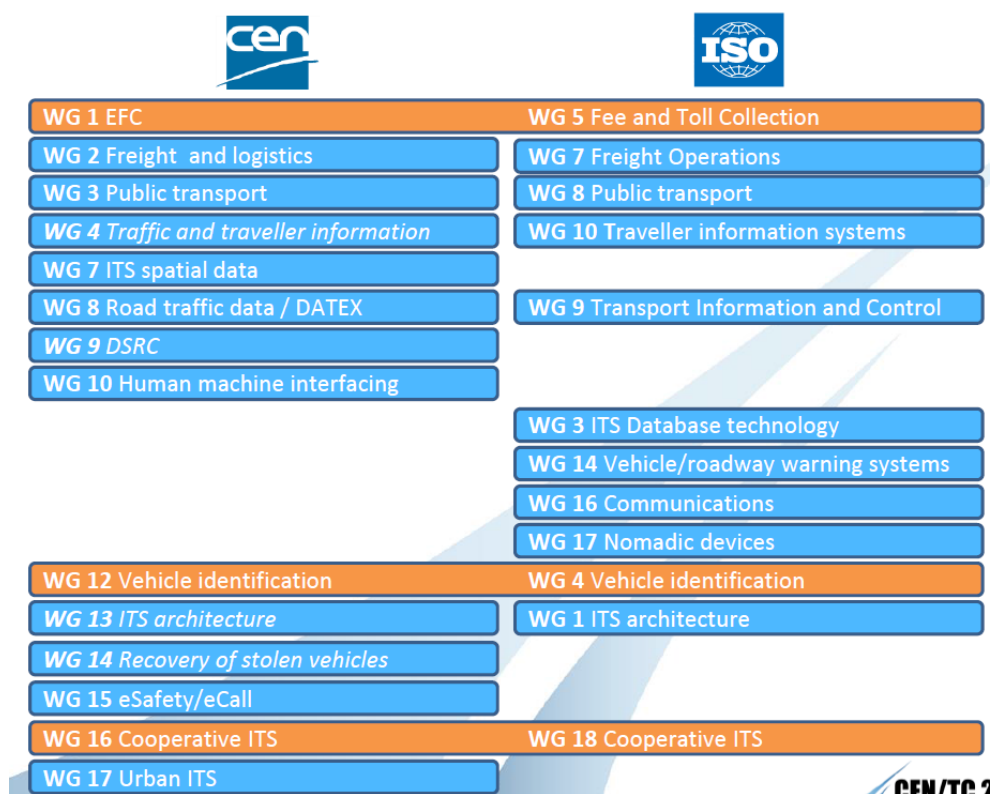 cen
ISO
WG 1 EFC WG 5 Fee and Toll Collection
WG 2 Freight and logistics WG 7 Freight Operations
WG 3 Public transport WG 8 Public transport
WG 4 Traffic and traveller information WG 10 Traveller information systems
WG 7 ITS spatial data
WG 8 Road traffic data / DATEX WG 9 Transport Information and Control
WG 9 DSRC
WG 10 Human machine interfacing
WG 3 ITS Database technology
WG 14 Vehicle/roadway warning systems
WG 16 Communications
WG 17 Nomadic devices
WG 12 Vehicle identification WG 4 Vehicle identification
WG 13 ITS architecture WG 1 ITS architecture
WG 14 Recovery of stolen vehicles
WG 15 eSafety/eCall
WG 16 Cooperative ITS WG 18 Cooperative ITS
WG 17 Urban ITS
CEN/TC 2